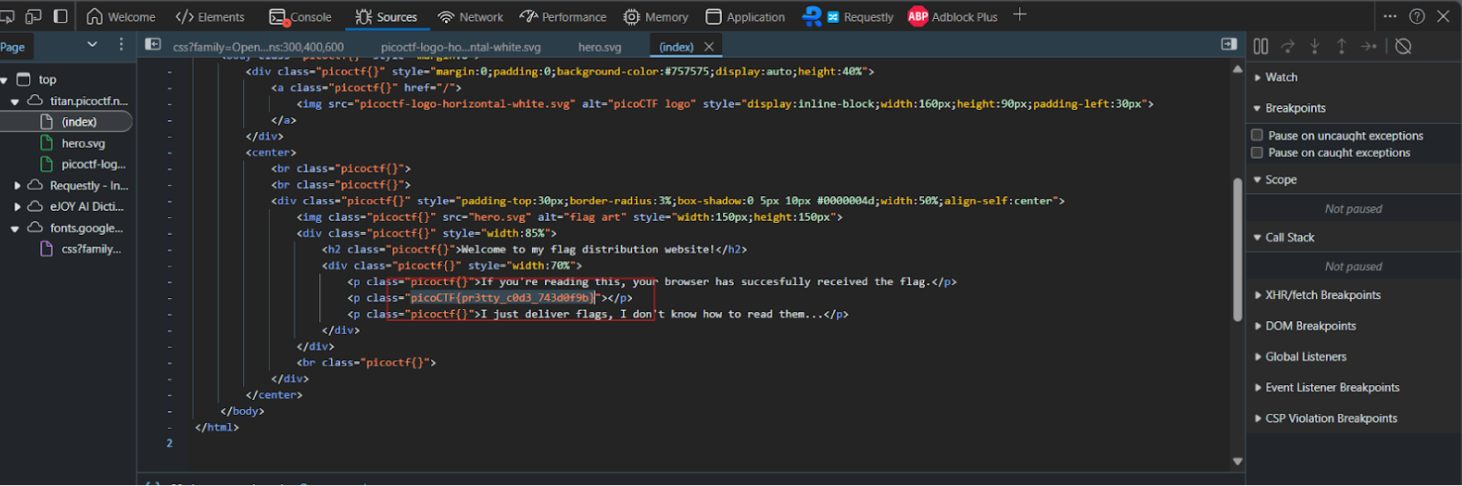 Welcome Elements Console Sources Network Performance Memory Application Requestly ABP Adblock Plus
Page css?family=Open...ns:300,400,600 picoctf-logo-ho...ntal-white.svg hero.svg (index)
top
titan.picoctf.n...
(index)
hero.svg
picoctf-log...
Requestly - In...
eJOY AI Dicti...
fonts.google...
css?family...
<div class="picoctf{}" style="margin:0;padding:0;background-color:#757575;display:auto;height:40%">
<a class="picoctf{}" href="/">
<img src="picoctf-logo-horizontal-white.svg" alt="picoCTF logo" style="display:inline-block;width:160px;height:90px;padding-left:30px">
</a>
</div>
<center>
<br class="picoctf{}">
<br class="picoctf{}">
<div class="picoctf{}" style="padding-top:30px;border-radius:3%;box-shadow:0 5px 10px #0000004d;width:50%;align-self:center">
<img class="picoctf{}" src="hero.svg" alt="flag art" style="width:150px;height:150px">
<div class="picoctf{}" style="width:85%">
<h2 class="picoctf{}">Welcome to my flag distribution website!</h2>
<div class="picoctf{}" style="width:70%">
<p class="picoctf{}">If you're reading this, your browser has succesfully received the flag.</p>
<p class="picoCTF{pr3tty_c0d3_743d0f9b}"></p>
<p class="picoctf{}">I just deliver flags, I don't know how to read them...</p>
</div>
</div>
<br class="picoctf{}">
</div>
</center>
</body>
</html>
2
Watch
Breakpoints
Pause on uncaught exceptions
Pause on caught exceptions
Scope
Not paused
Call Stack
Not paused
XHR/fetch Breakpoints
DOM Breakpoints
Global Listeners
Event Listener Breakpoints
CSP Violation Breakpoints